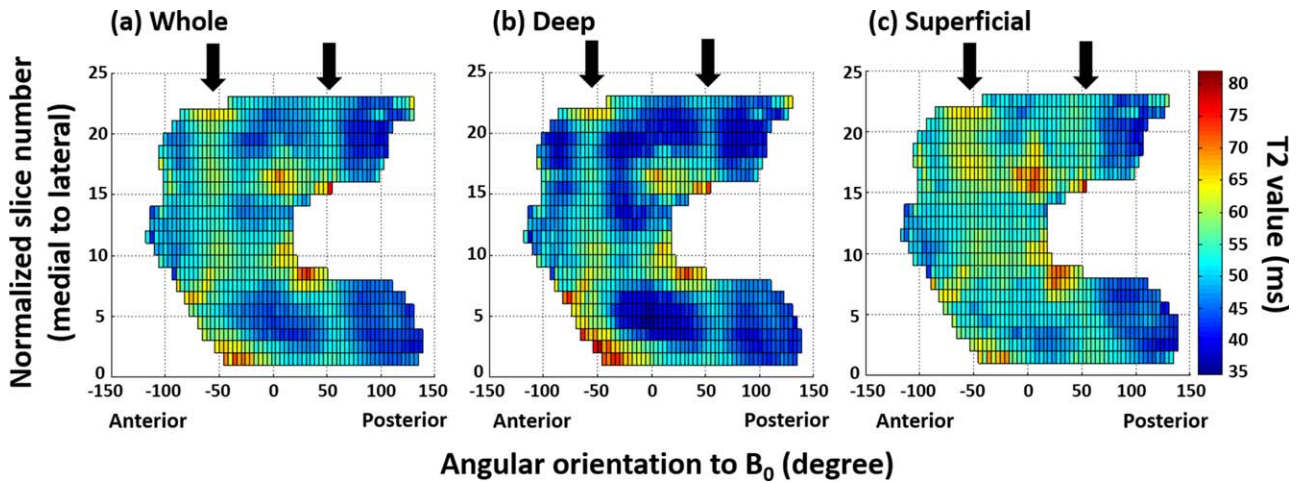 (a) Whole
(b) Deep
(c) Superficial
Normalized slice number
(medial to lateral)
25
20
15
10
5
0
-150 -100 -50 0 50 100 150
Anterior Posterior
25
20
15
10
5
0
-150 -100 -50 0 50 100 150
Anterior Posterior
25
20
15
10
5
0
-150 -100 -50 0 50 100 150
Anterior Posterior
80
75
70
65
60
55
50
45
40
35
T2 value (ms)
Angular orientation to B0 (degree)